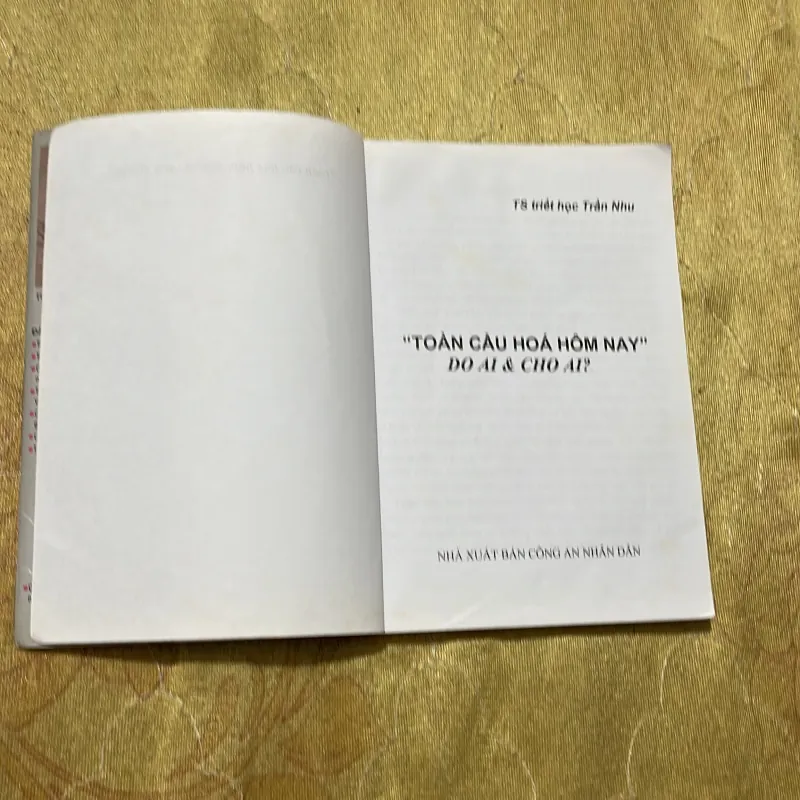 TS triết học Trần Nhu
"TOÀN CẦU HOÁ HÔM NAY"
DO AI & CHO AI?
NHÀ XUẤT BẢN CÔNG AN NHÂN DÂN